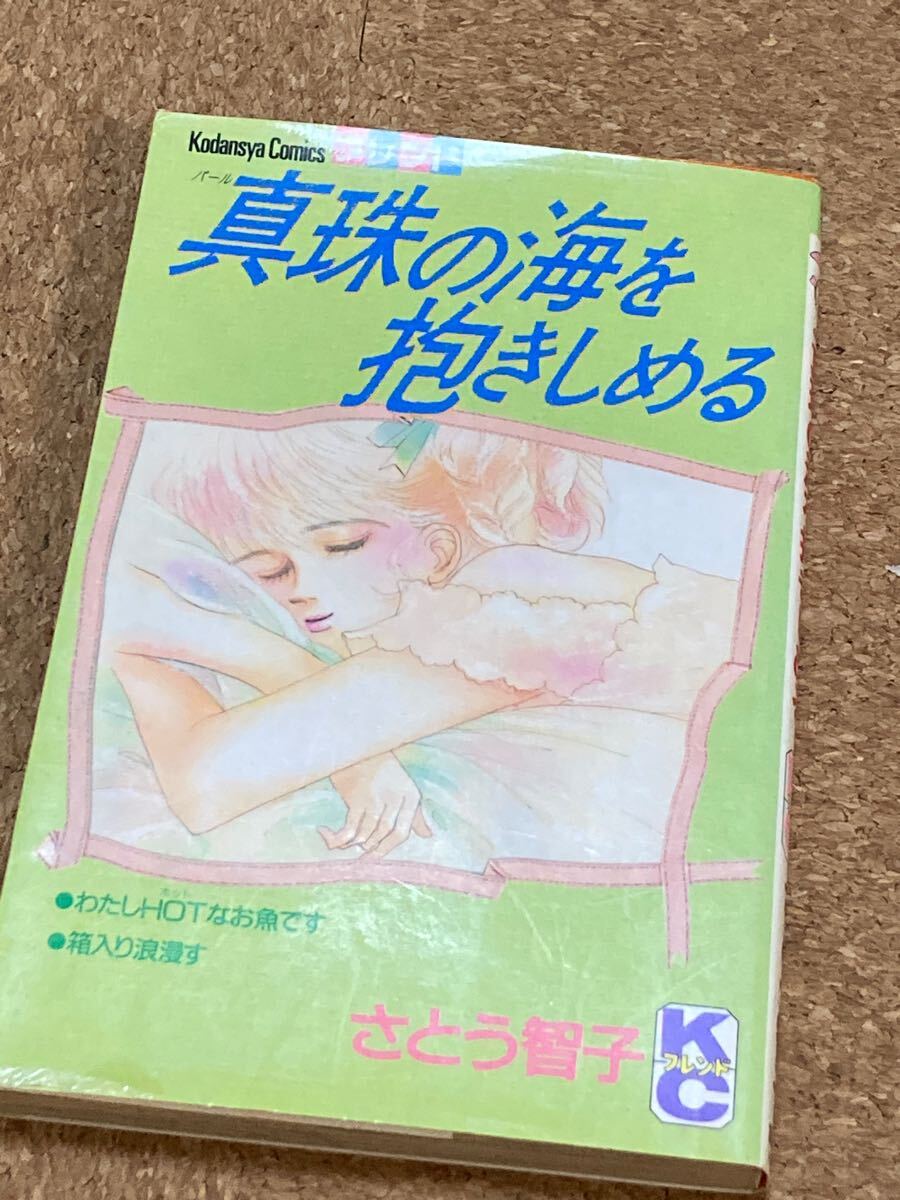 Kodansya Comics
パール
真珠の海を
抱きしめる
ホット
●わたしHOTなお魚です
●箱入り浪漫す
さとう智子
KC
フレンド